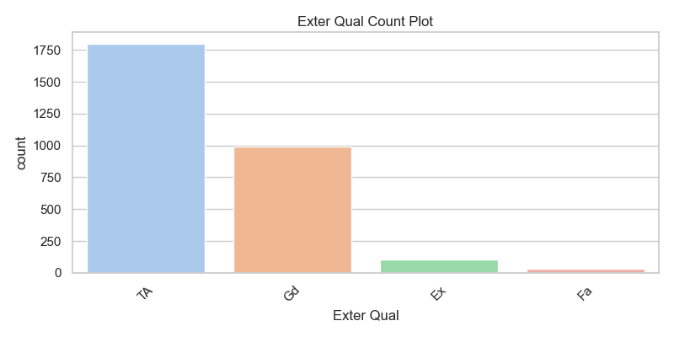 Exter Qual Count Plot
1750
1500
1250
1000
750
500
250
0
count
TA
Gd
Ex
Fa
Exter Qual